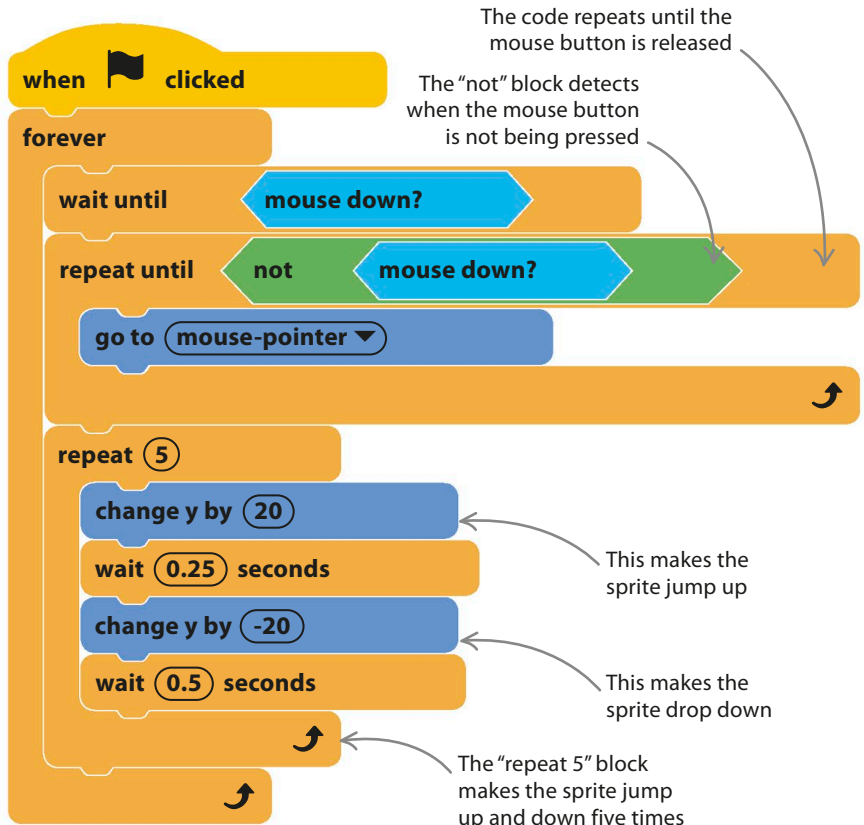 The code repeats until the
mouse button is released
when clicked
The “not” block detects
when the mouse button
is not being pressed
forever
wait until mouse down?
repeat until not mouse down?
go to mouse-pointer
repeat 5
change y by 20
wait 0.25 seconds
This makes the
sprite jump up
change y by -20
wait 0.5 seconds
This makes the
sprite drop down
The “repeat 5” block
makes the sprite jump
up and down five times